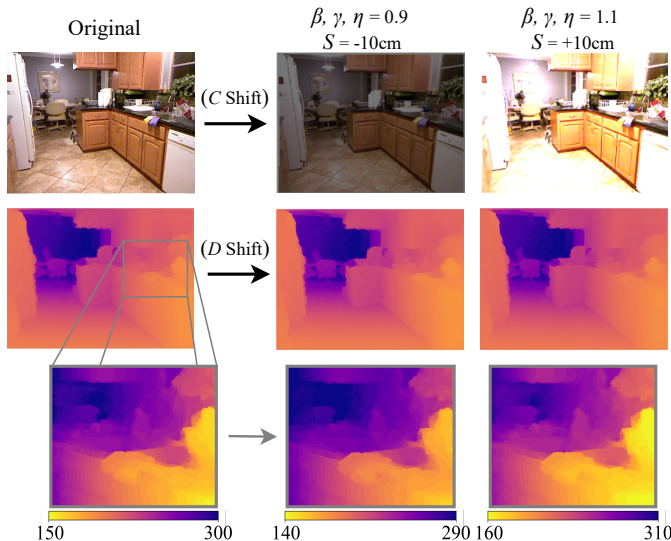 Original
β, γ, η = 0.9
S = -10cm
β, γ, η = 1.1
S = +10cm
(C Shift)
(D Shift)
150 300
140 290
160 310